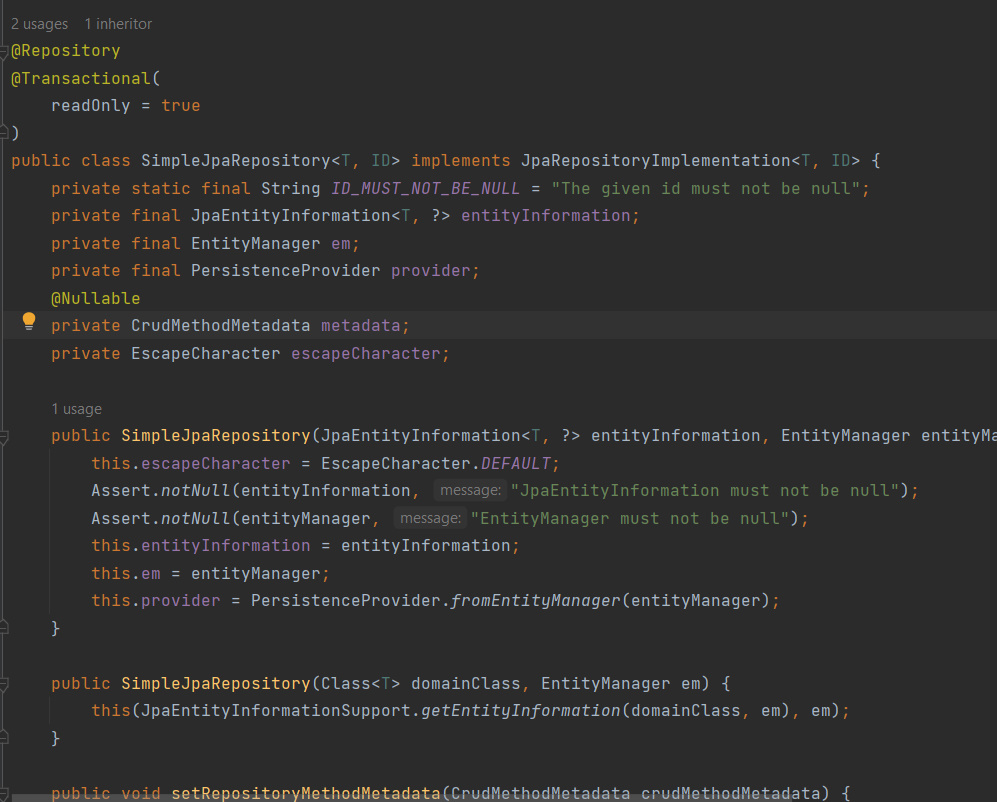 2 usages   1 inheritor
@Repository
@Transactional(
    readOnly = true
)
public class SimpleJpaRepository<T, ID> implements JpaRepositoryImplementation<T, ID> {
    private static final String ID_MUST_NOT_BE_NULL = "The given id must not be null";
    private final JpaEntityInformation<T, ?> entityInformation;
    private final EntityManager em;
    private final PersistenceProvider provider;
    @Nullable
    private CrudMethodMetadata metadata;
    private EscapeCharacter escapeCharacter;
    1 usage
    public SimpleJpaRepository(JpaEntityInformation<T, ?> entityInformation, EntityManager entityMa
        this.escapeCharacter = EscapeCharacter.DEFAULT;
        Assert.notNull(entityInformation, message: "JpaEntityInformation must not be null");
        Assert.notNull(entityManager, message: "EntityManager must not be null");
        this.entityInformation = entityInformation;
        this.em = entityManager;
        this.provider = PersistenceProvider.fromEntityManager(entityManager);
    }
    public SimpleJpaRepository(Class<T> domainClass, EntityManager em) {
        this(JpaEntityInformationSupport.getEntityInformation(domainClass, em), em);
    }
    public void setRepositoryMethodMetadata(CrudMethodMetadata crudMethodMetadata) {